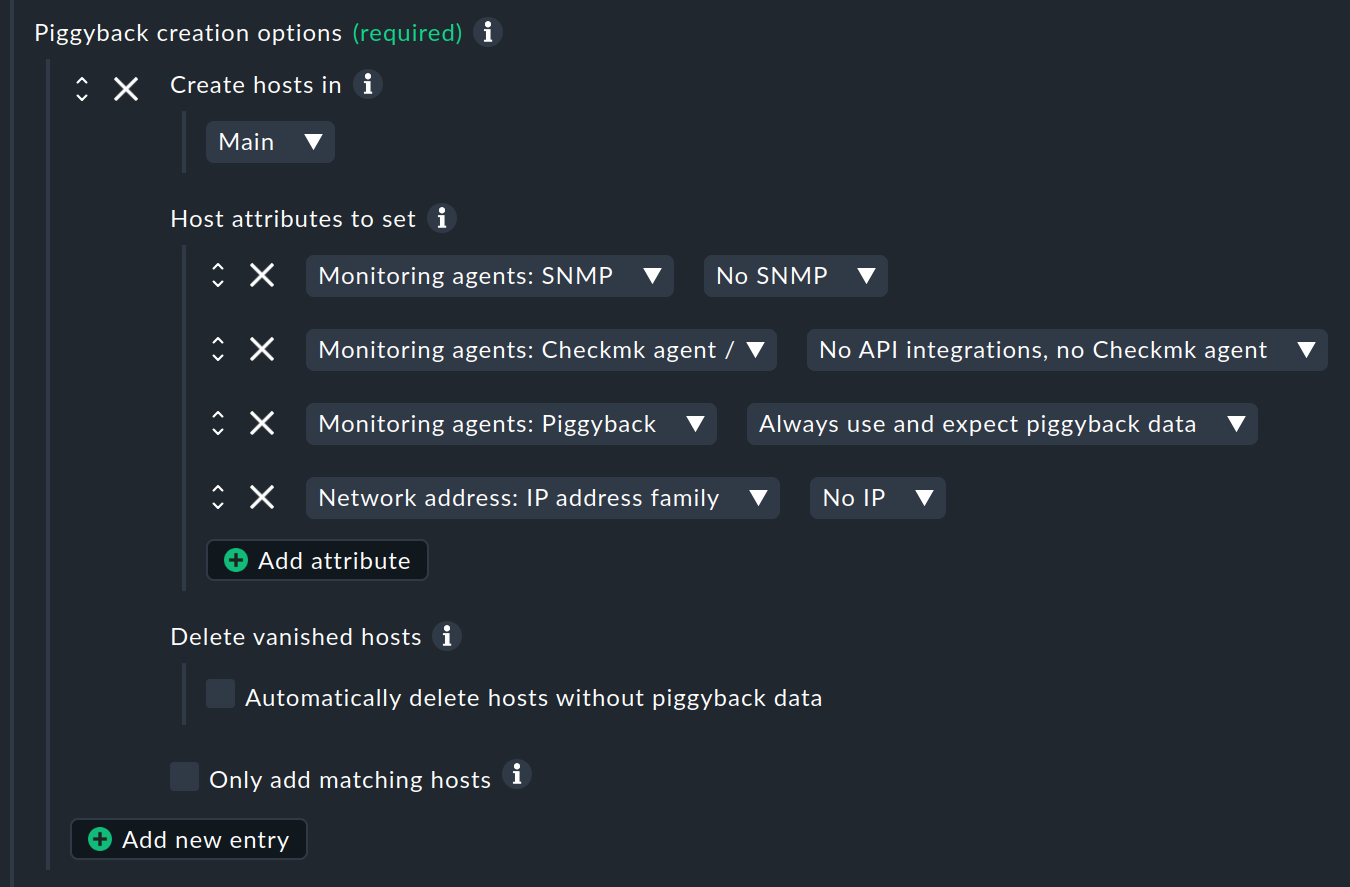 Piggyback creation options (required)
Create hosts in
Main
Host attributes to set
Monitoring agents: SNMP No SNMP
Monitoring agents: Checkmk agent / No API integrations, no Checkmk agent
Monitoring agents: Piggyback Always use and expect piggyback data
Network address: IP address family No IP
Add attribute
Delete vanished hosts
Automatically delete hosts without piggyback data
Only add matching hosts
Add new entry